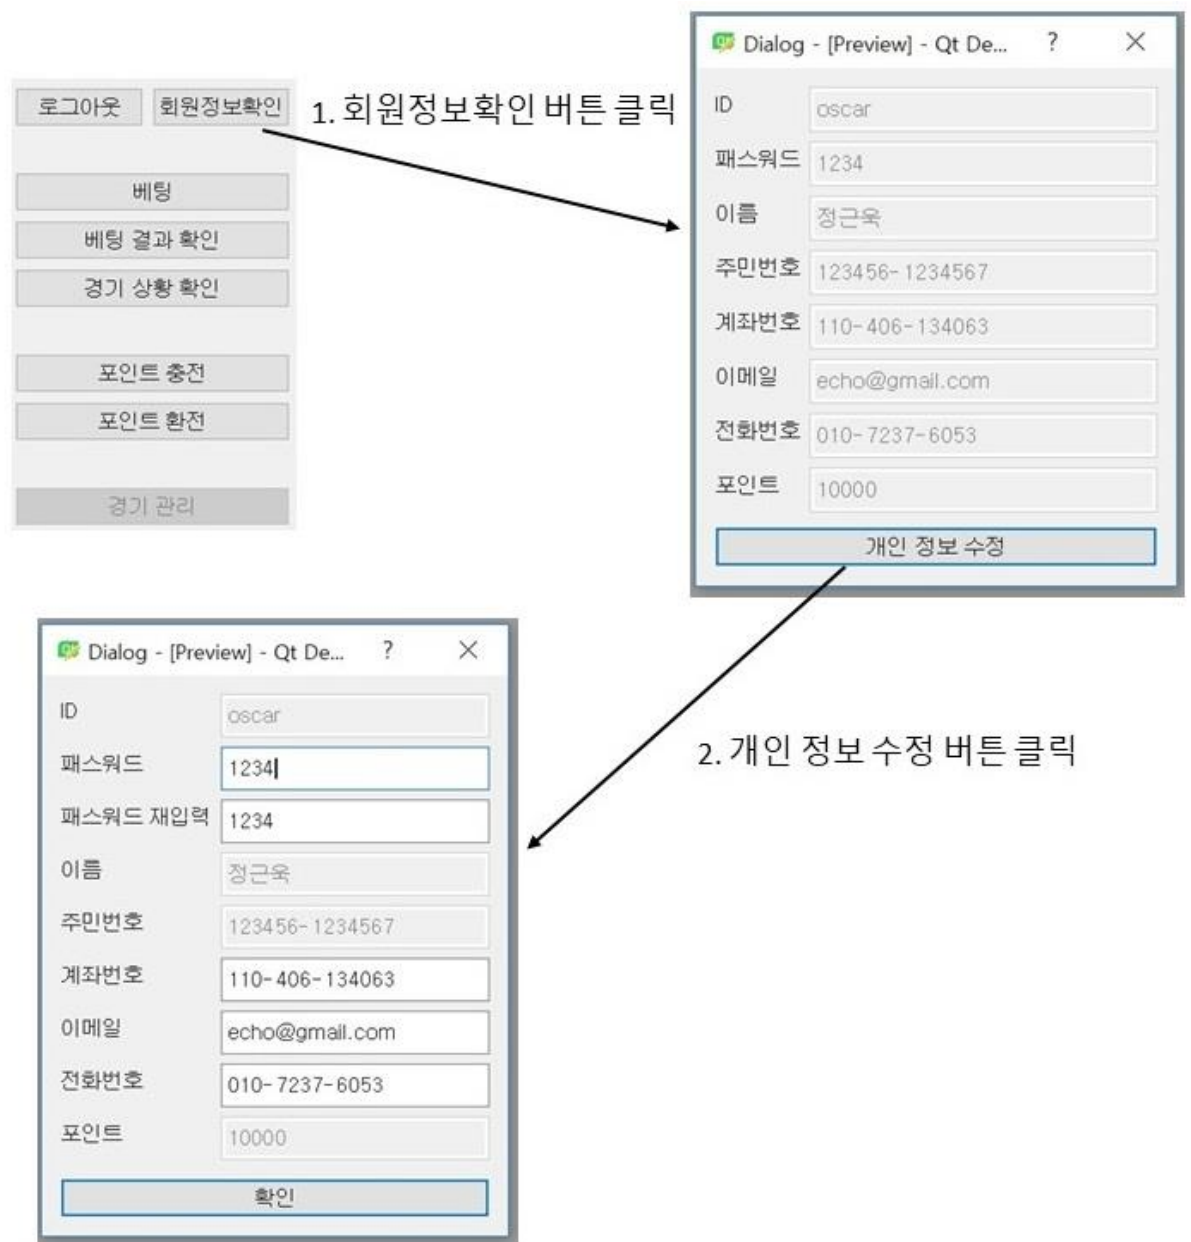 로그아웃
회원정보확인
베팅
베팅 결과 확인
경기 상황 확인
포인트 충전
포인트 환전
경기 관리
1. 회원정보확인 버튼 클릭
Dialog - [Preview] - Qt De... ?
ID oscar
패스워드 1234
이름 정근욱
주민번호 123456-1234567
계좌번호 110-406-134063
이메일 echo@gmail.com
전화번호 010-7237-6053
포인트 10000
개인 정보 수정
2. 개인 정보 수정 버튼 클릭
Dialog - [Preview] - Qt De... ?
ID oscar
패스워드 1234
패스워드 재입력 1234
이름 정근욱
주민번호 123456-1234567
계좌번호 110-406-134063
이메일 echo@gmail.com
전화번호 010-7237-6053
포인트 10000
확인